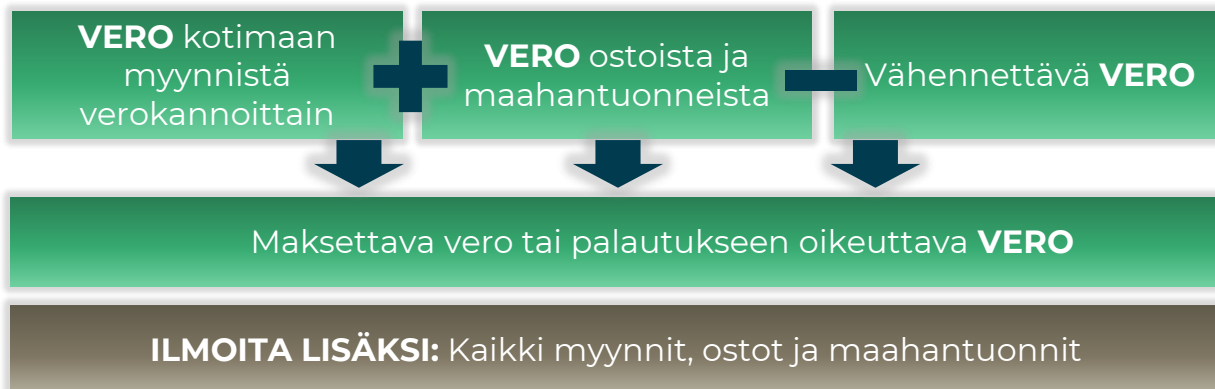 VERO kotimaan
myynnistä
verokannoittain
VERO ostoista ja
maahantuonneista
Vähennettävä VERO
Maksettava vero tai palautukseen oikeuttava VERO
ILMOITA LISÄKSI: Kaikki myynnit, ostot ja maahantuonnit